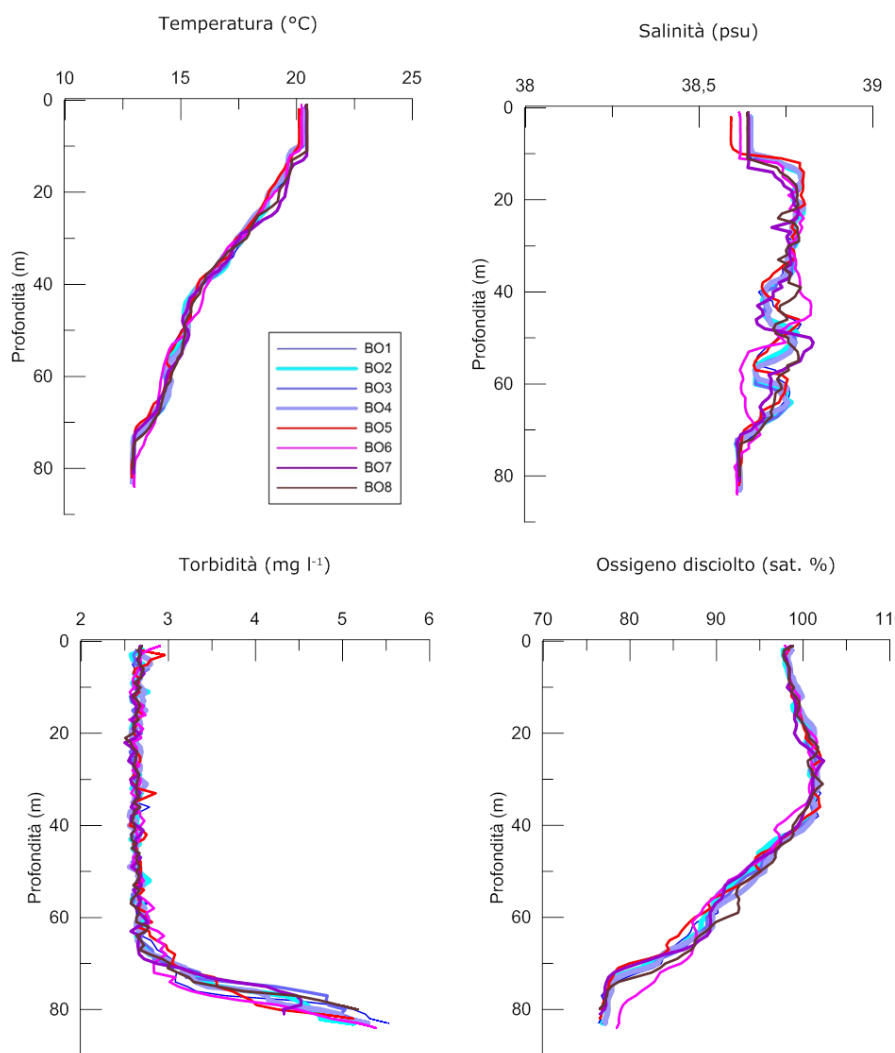 Temperatura (°C)
10 15 20 25
0
20
40
60
80
Profondità (m)
BO1
BO2
BO3
BO4
BO5
BO6
BO7
BO8
Salinità (psu)
38 38,5 39
0
20
40
60
80
Profondità (m)
Torbidità (mg l⁻¹)
2 3 4 5 6
0
20
40
60
80
Profondità (m)
Ossigeno disciolto (sat. %)
70 80 90 100 11
0
20
40
60
80
Profondità (m)